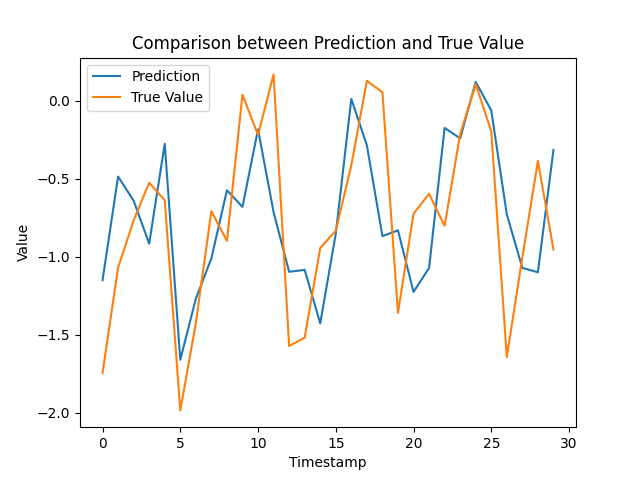 Comparison between Prediction and True Value
Prediction
True Value
0.0
−0.5
−1.0
−1.5
−2.0
Value
0 5 10 15 20 25 30
Timestamp